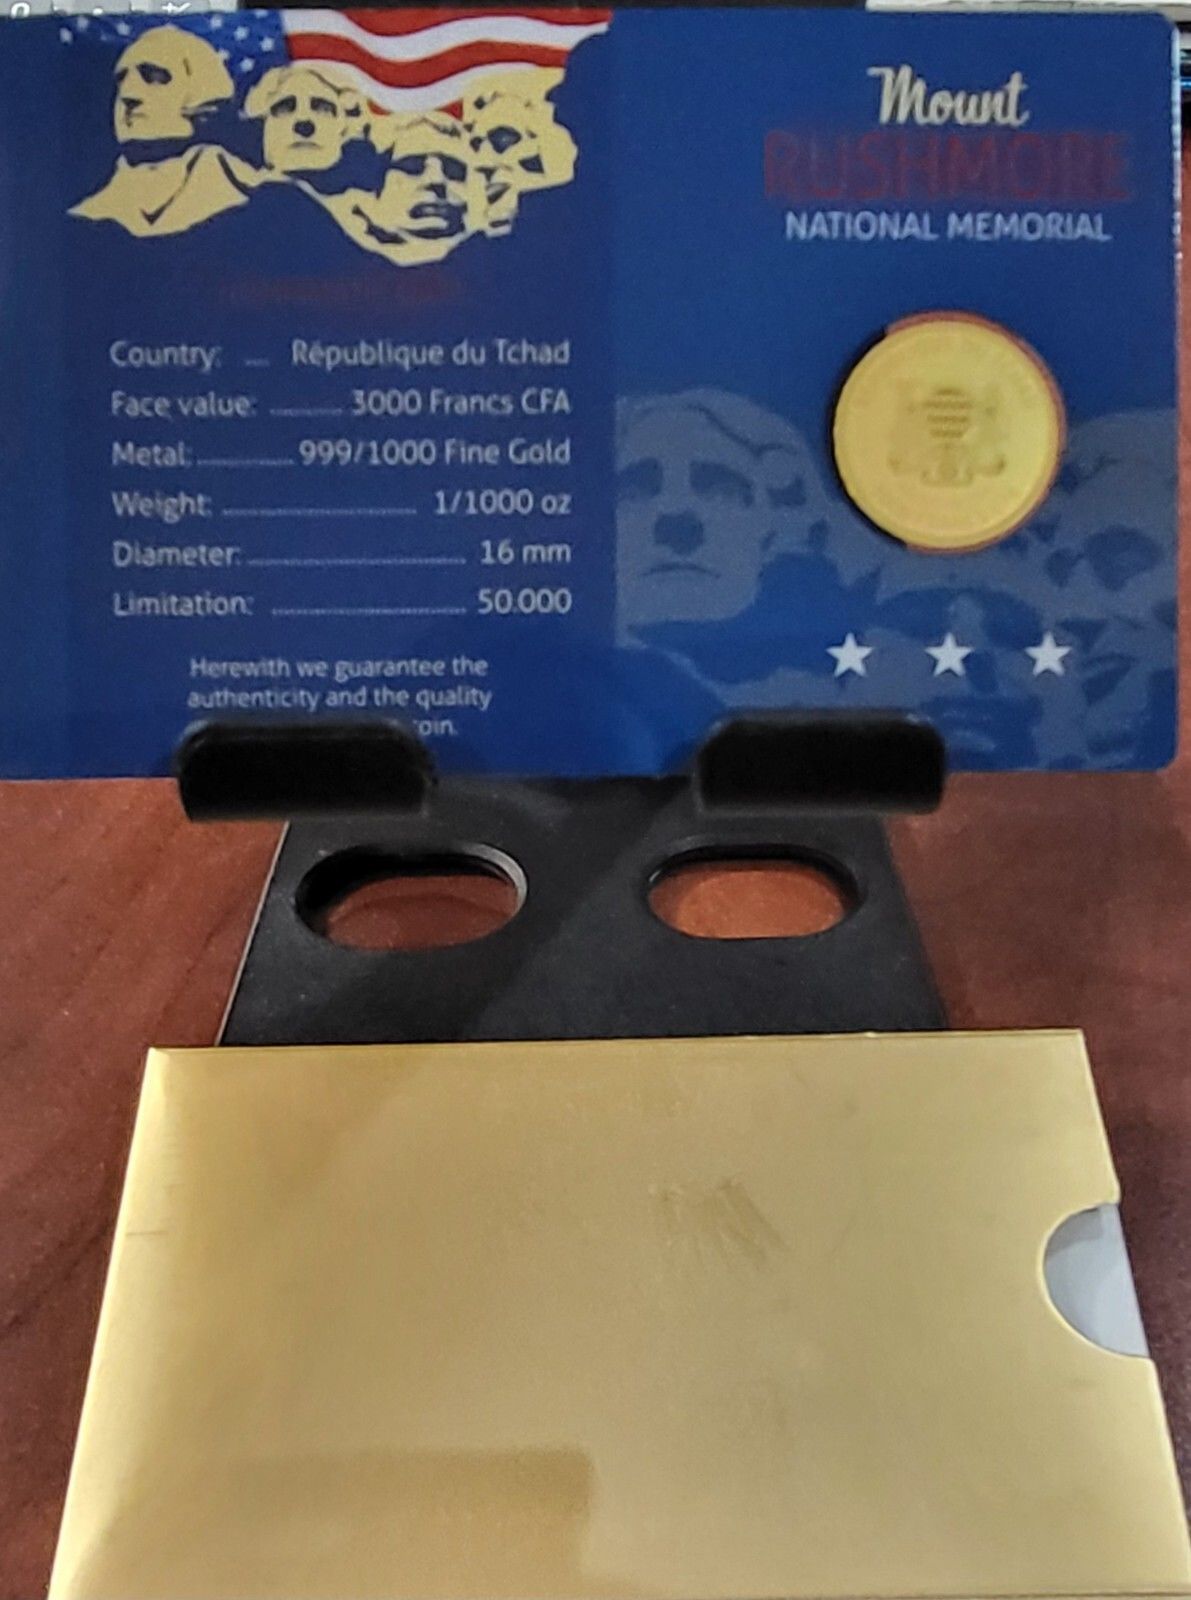 Mount
RUSHMORE
NATIONAL MEMORIAL
Country: .... République du Tchad
Face value: ........... 3000 Francs CFA
Metal: ............... 999/1000 Fine Gold
Weight: .............................. 1/1000 oz
Diameter: .................................. 16 mm
Limitation: .............................. 50.000
Herewith we guarantee the
authenticity and the quality
coin.